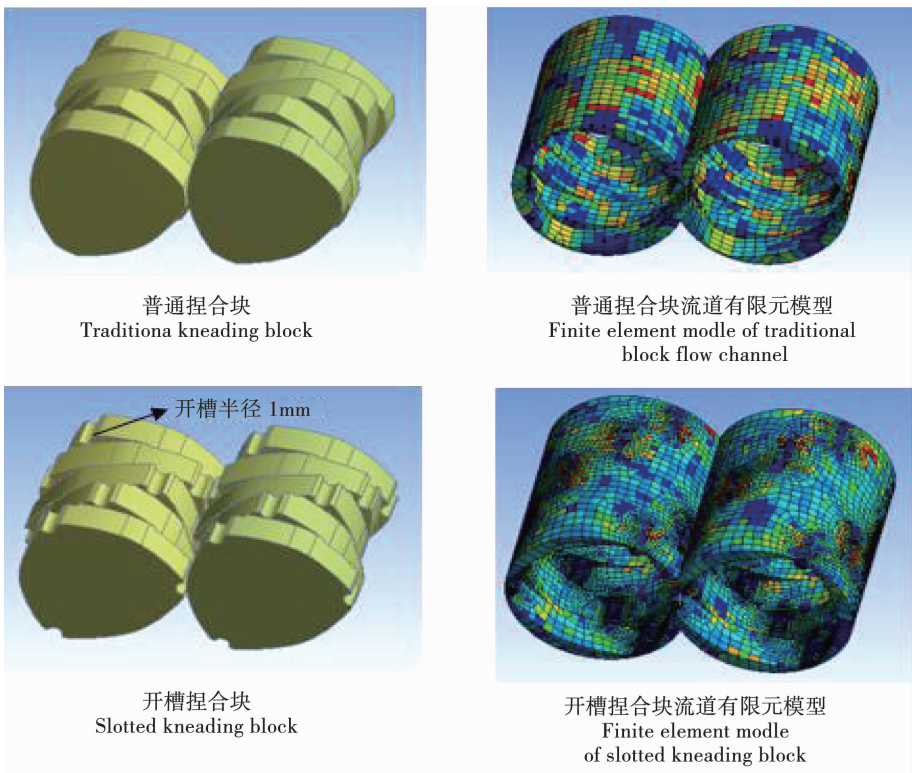 普通捏合块
Traditiona kneading block
普通捏合块流道有限元模型
Finite element modle of traditional
block flow channel
开槽半径 1mm
开槽捏合块
Slotted kneading block
开槽捏合块流道有限元模型
Finite element modle
of slotted kneading block